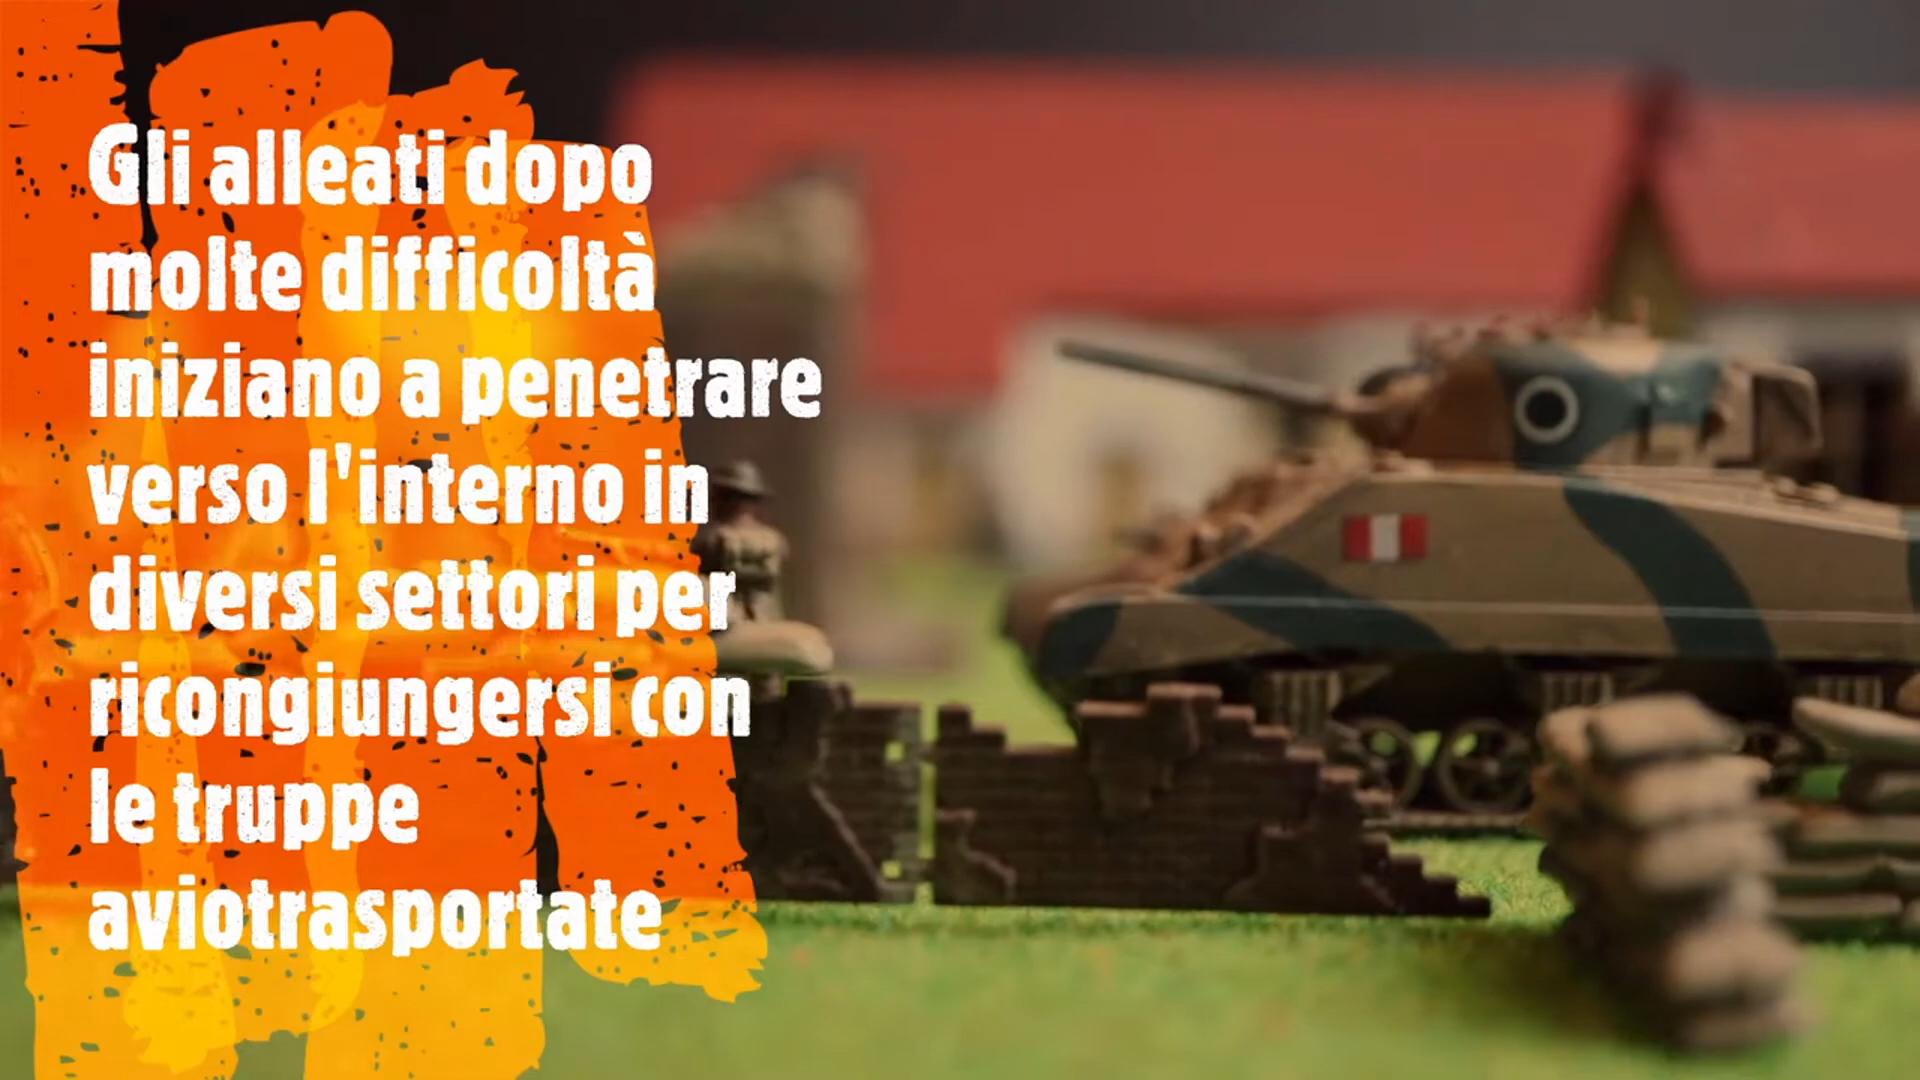 Gli alleati dopo
molte difficoltà
iniziano a penetrare
verso l'interno in
diversi settori per
ricongiungersi con
le truppe
aviotrasportate